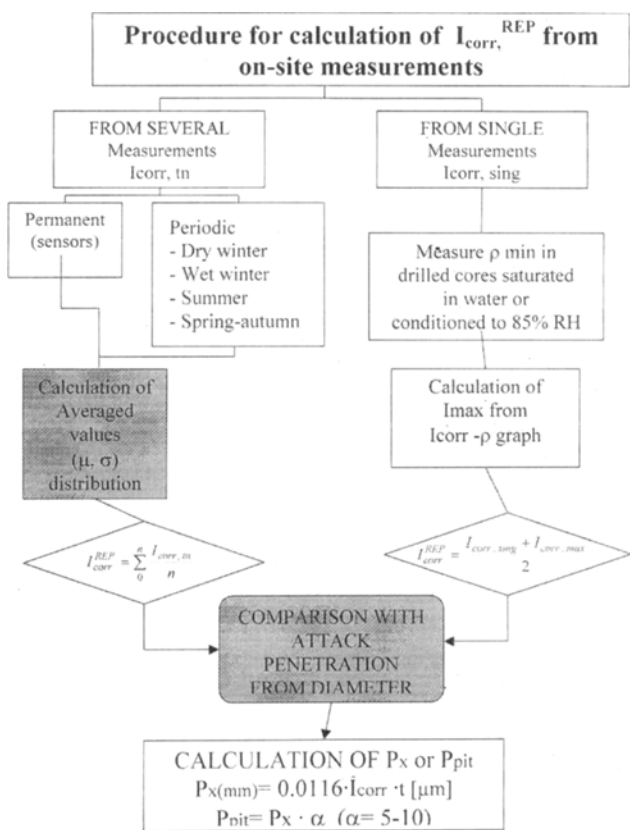 Procedure for calculation of I_corr,^REP from
on-site measurements
FROM SEVERAL
Measurements
Icorr, tn
FROM SINGLE
Measurements
Icorr, sing
Permanent
(sensors)
Periodic
- Dry winter
- Wet winter
- Summer
- Spring-autumn
Measure ρ min in
drilled cores saturated
in water or
conditioned to 85% RH
Calculation of
Averaged
values
(μ, σ)
distribution
Calculation of
Imax from
Icorr -ρ graph
I_corr^REP = ∑_0^n I_corr,tn / n
I_corr^REP = I_corr,sing + I_corr,max / 2
COMPARISON WITH
ATTACK
PENETRATION
FROM DIAMETER
CALCULATION OF Px or Ppit
Px(mm)= 0.0116·Icorr ·t [μm]
Ppit= Px · α (α= 5-10)